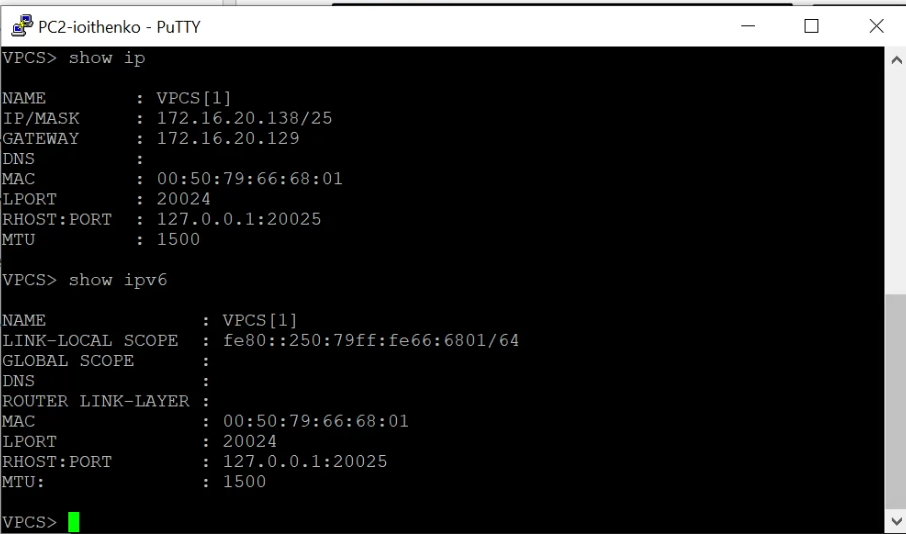 PC2-ioithenko - PuTTY
VPCS> show ip
NAME : VPCS[1]
IP/MASK : 172.16.20.138/25
GATEWAY : 172.16.20.129
DNS :
MAC : 00:50:79:66:68:01
LPORT : 20024
RHOST:PORT : 127.0.0.1:20025
MTU : 1500
VPCS> show ipv6
NAME : VPCS[1]
LINK-LOCAL SCOPE : fe80::250:79ff:fe66:6801/64
GLOBAL SCOPE :
DNS :
ROUTER LINK-LAYER :
MAC : 00:50:79:66:68:01
LPORT : 20024
RHOST:PORT : 127.0.0.1:20025
MTU: : 1500
VPCS>